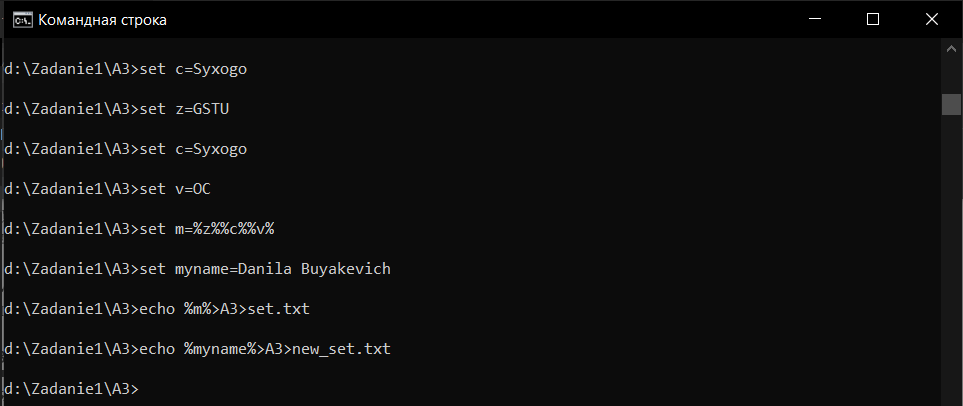 Командная строка
d:\Zadanie1\A3>set c=Syxogo
d:\Zadanie1\A3>set z=GSTU
d:\Zadanie1\A3>set c=Syxogo
d:\Zadanie1\A3>set v=OC
d:\Zadanie1\A3>set m=%z%%c%%v%
d:\Zadanie1\A3>set myname=Danila Buyakevich
d:\Zadanie1\A3>echo %m%>A3>set.txt
d:\Zadanie1\A3>echo %myname%>A3>new_set.txt
d:\Zadanie1\A3>